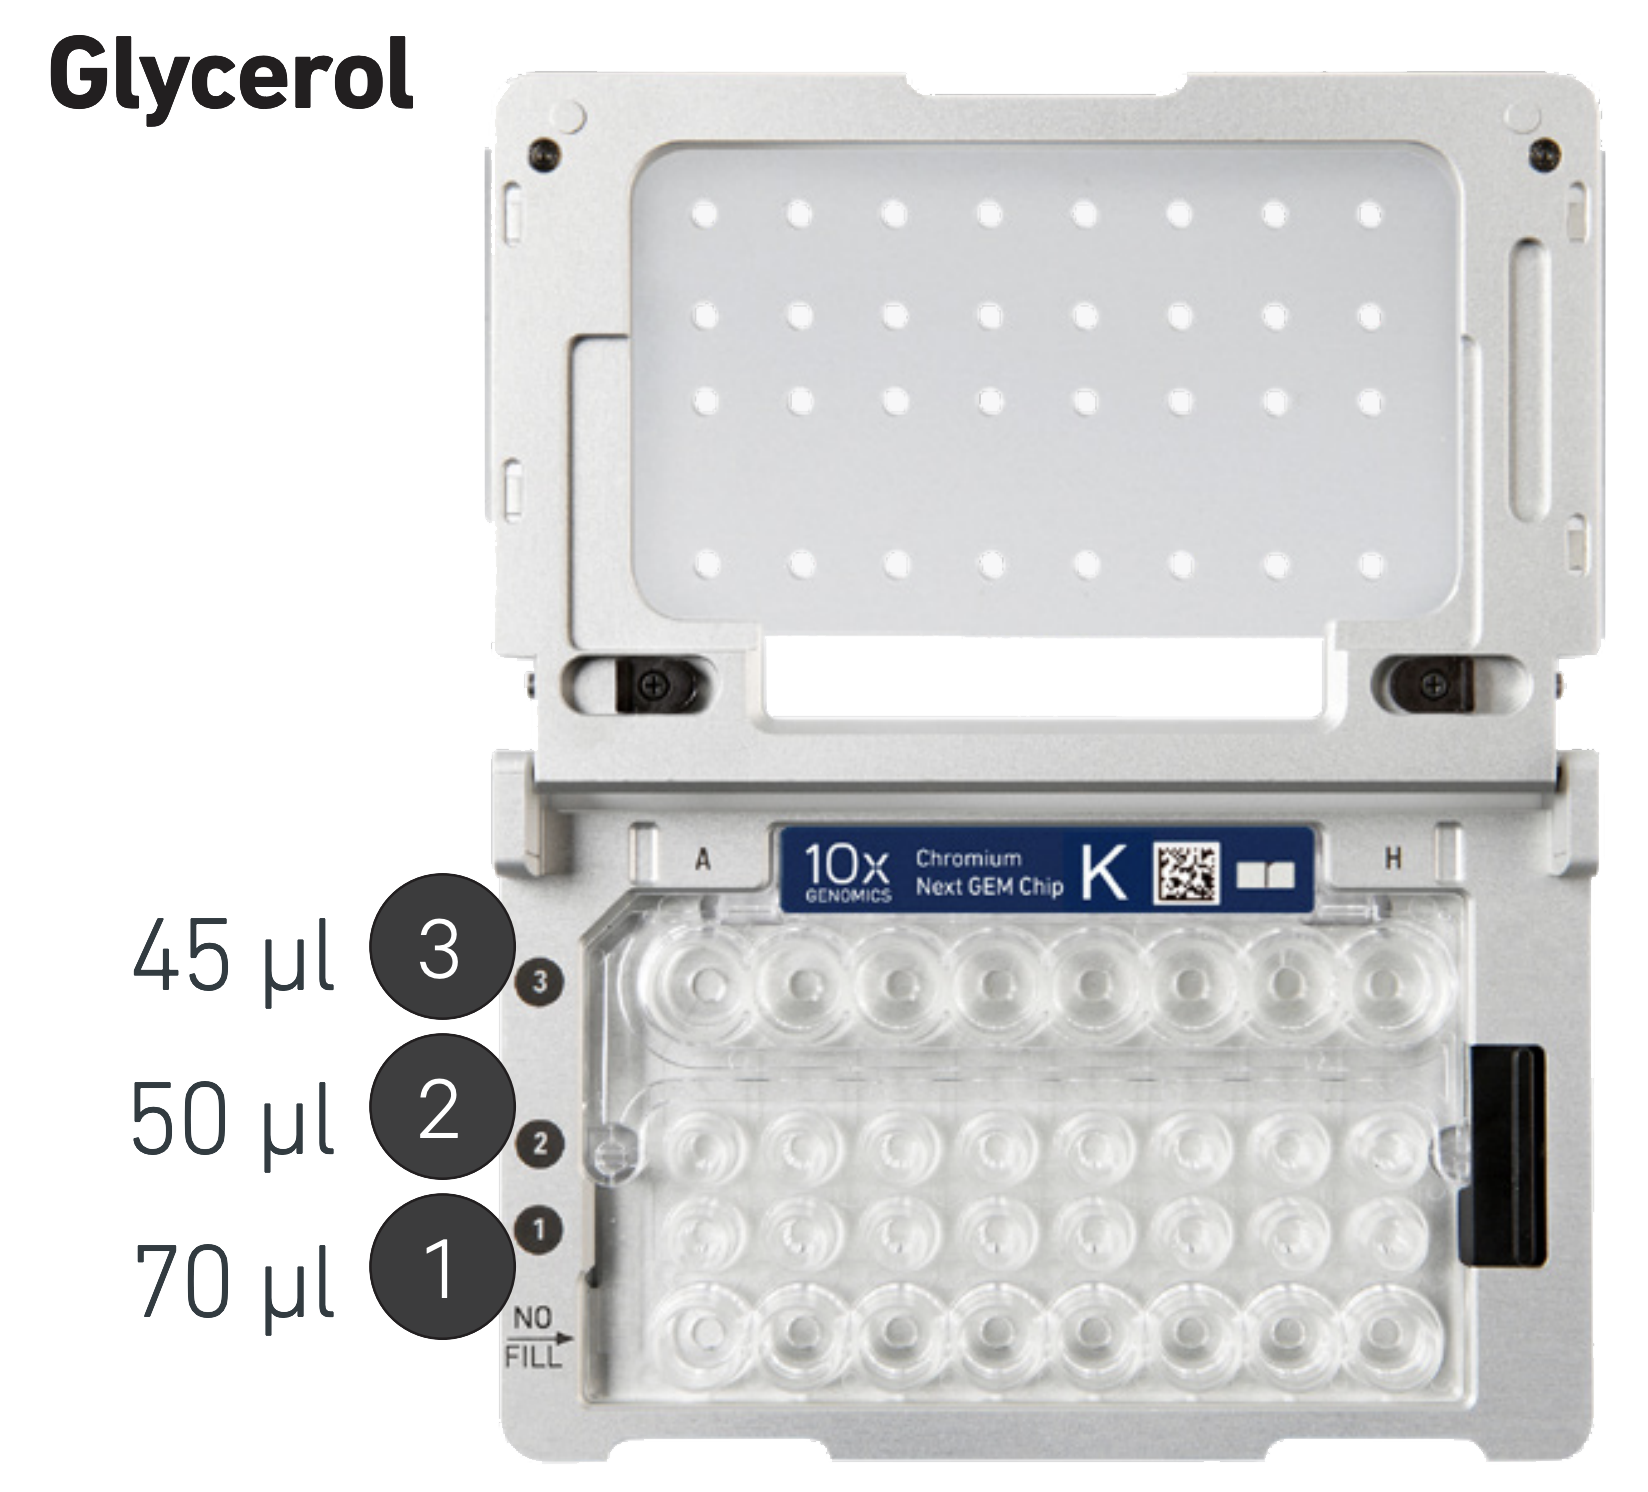 Glycerol
A
10x
GENOMICS
Chromium
Next GEM Chip
K
H
45 µl 3
3
50 µl 2
2
70 µl 1
1
NO
FILL